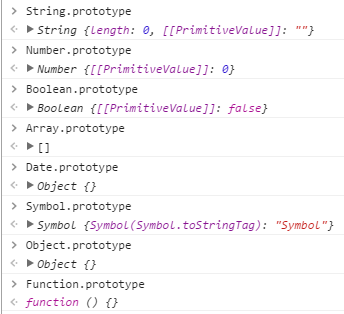 String.prototype
String {length: 0, [[PrimitiveValue]]: ""}
Number.prototype
Number {[[PrimitiveValue]]: 0}
Boolean.prototype
Boolean {[[PrimitiveValue]]: false}
Array.prototype
[]
Date.prototype
Object {}
Symbol.prototype
Symbol {Symbol(Symbol.toStringTag): "Symbol"}
Object.prototype
Object {}
Function.prototype
function () {}